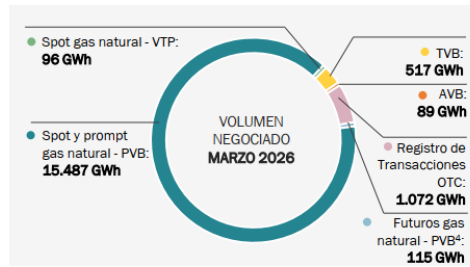 Spot gas natural - VTP:
96 GWh
Spot y prompt
gas natural - PVB:
15.487 GWh
VOLUMEN
NEGOCIADO
MARZO 2026
TVB:
517 GWh
AVB:
89 GWh
Registro de
Transacciones
OTC:
1.072 GWh
Futuros gas
natural - PVB⁴:
115 GWh